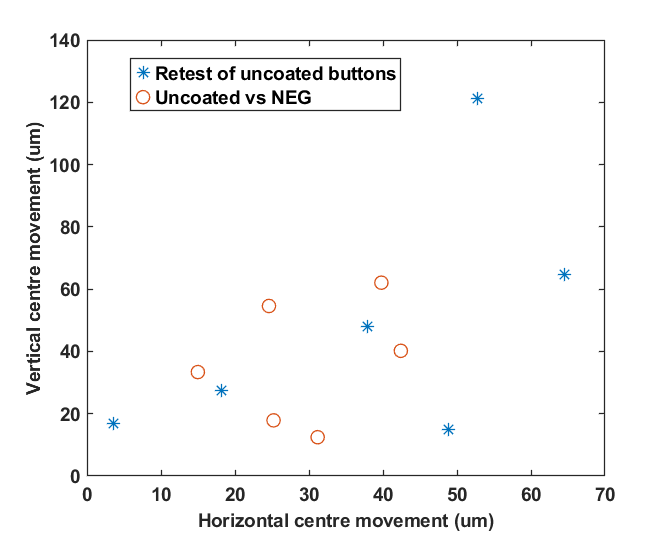 140
120
100
80
60
40
20
0
Vertical centre movement (um)
Retest of uncoated buttons
Uncoated vs NEG
0 10 20 30 40 50 60 70
Horizontal centre movement (um)